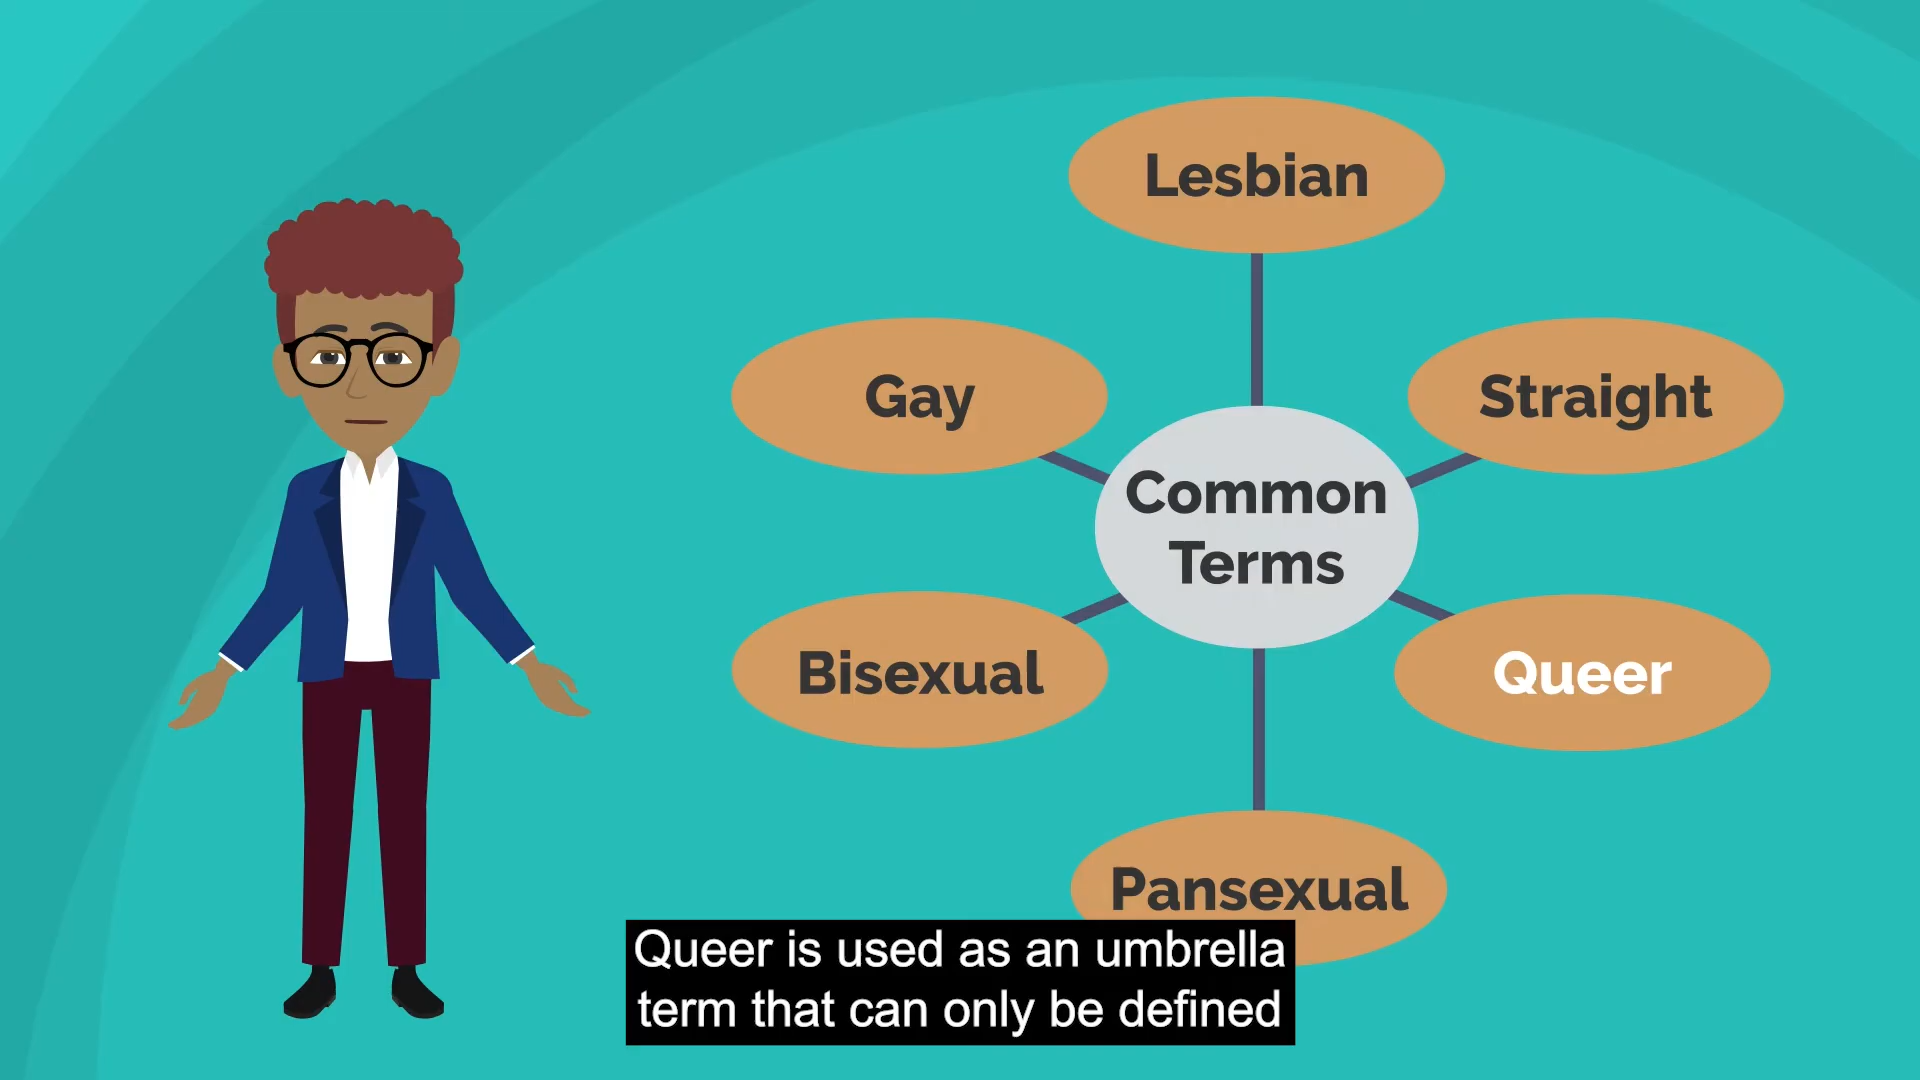 Lesbian
Gay
Straight
Common
Terms
Bisexual
Queer
Pansexual
Queer is used as an umbrella
term that can only be defined